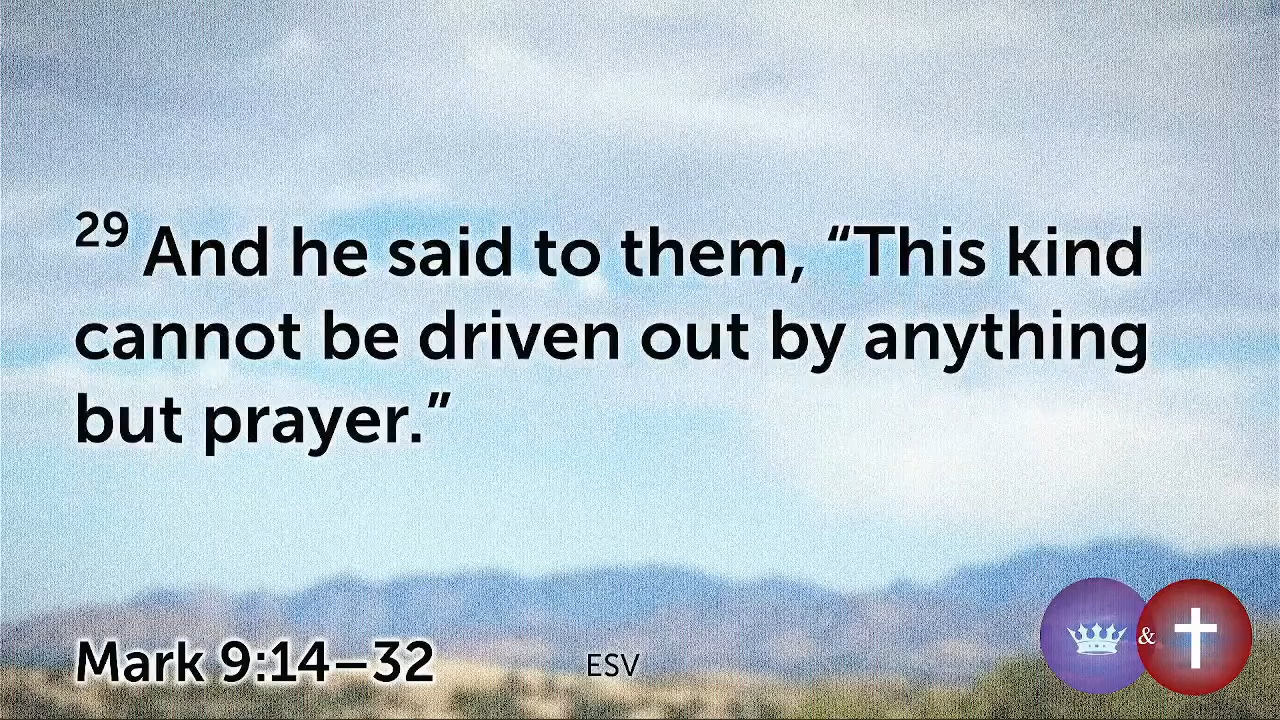 29 And he said to them, “This kind
cannot be driven out by anything
but prayer.”
Mark 9:14–32
ESV
&